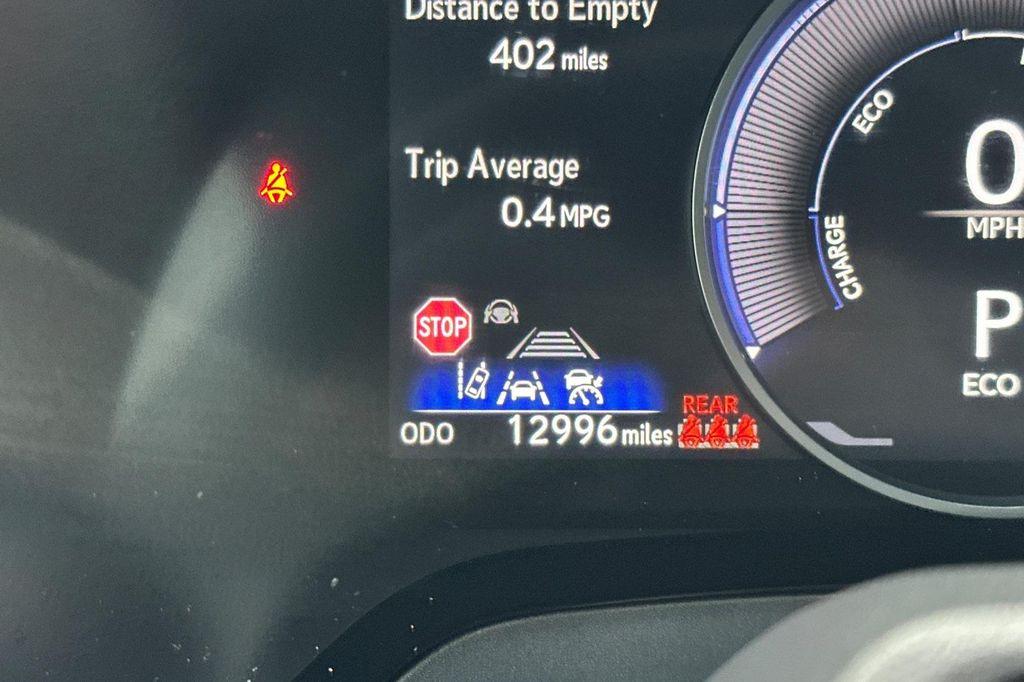 Distance to Empty
402 miles
Trip Average
0.4 MPG
STOP
ODO 12996 miles
REAR
ECO
CHARGE
0
MPH
P
ECO